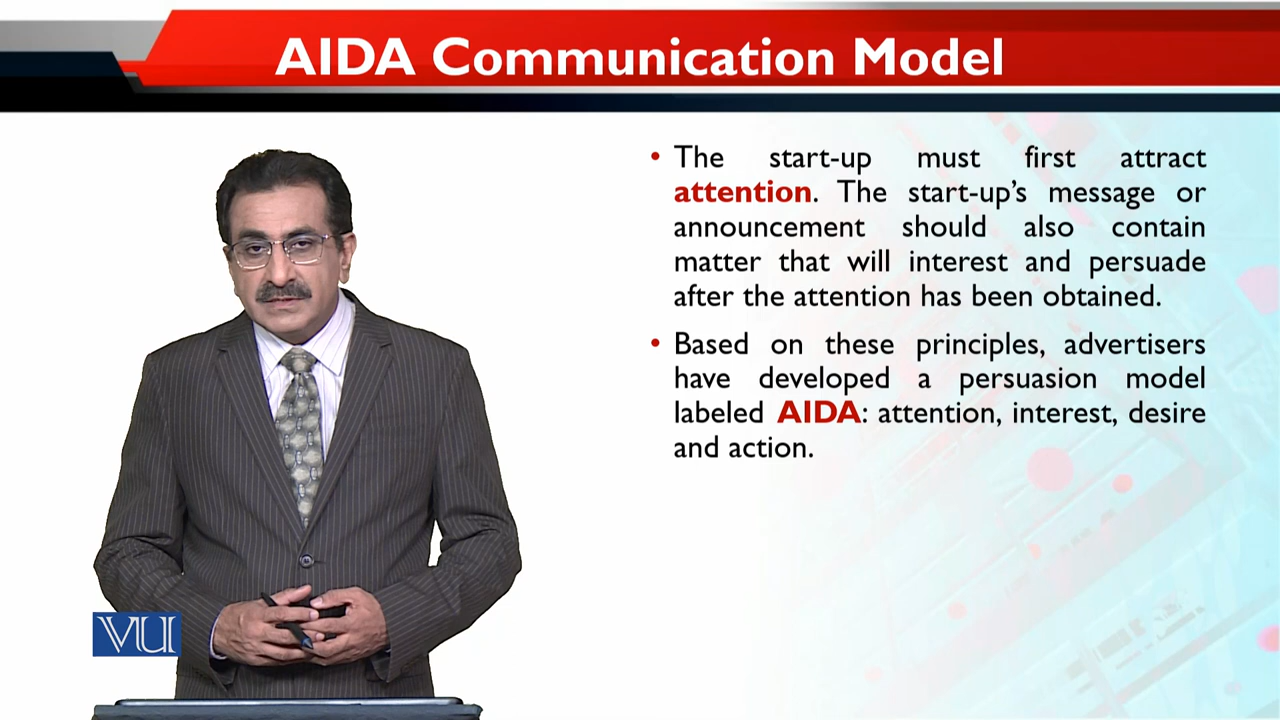 AIDA Communication Model
• The start-up must first attract
attention. The start-up’s message or
announcement should also contain
matter that will interest and persuade
after the attention has been obtained.
• Based on these principles, advertisers
have developed a persuasion model
labeled AIDA: attention, interest, desire
and action.
VU